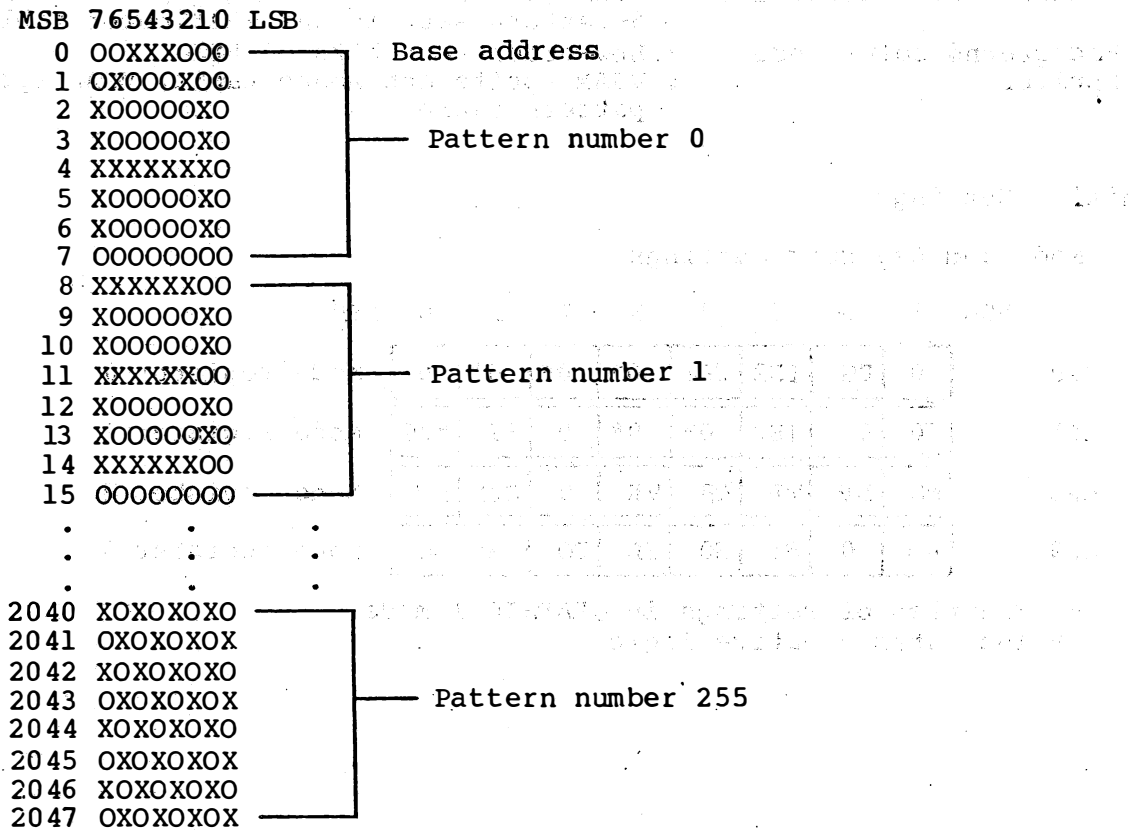 MSB 76543210 LSB
0 OOXXXOOO Base address
1 OXOOOXOO
2 XOOOOOXO
3 XOOOOOXO Pattern number 0
4 XXXXXXXO
5 XOOOOOXO
6 XOOOOOXO
7 OOOOOOOO
8 XXXXXXOO
9 XOOOOOXO
10 XOOOOOXO
11 XXXXXXOO Pattern number 1
12 XOOOOOXO
13 XOOOOOXO
14 XXXXXXOO
15 OOOOOOOO
. . .
. . .
. . .
2040 XOXOXOXO
2041 OXOXOXOX
2042 XOXOXOXO
2043 OXOXOXOX Pattern number 255
2044 XOXOXOXO
2045 OXOXOXOX
2046 XOXOXOXO
2047 OXOXOXOX